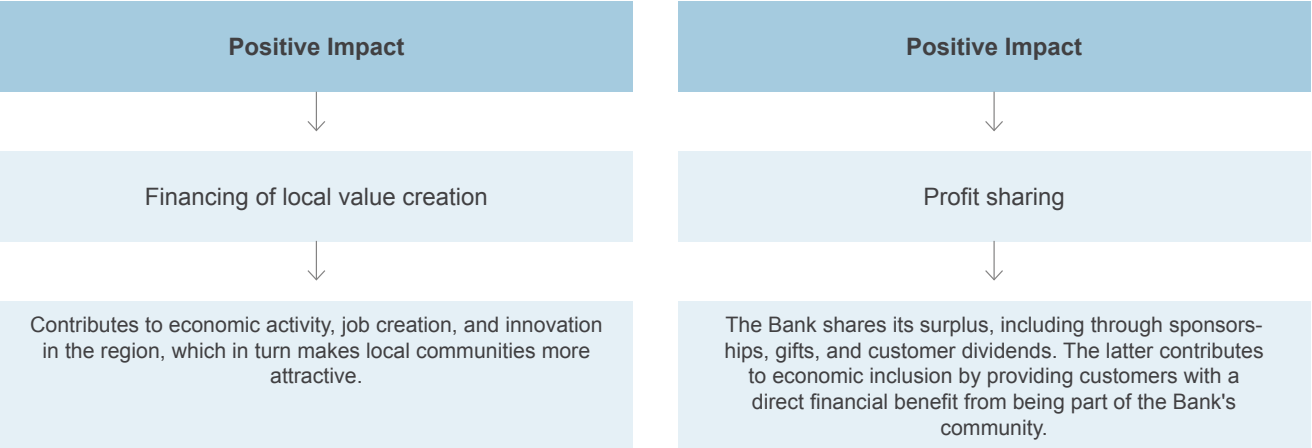 Positive Impact
Financing of local value creation
Contributes to economic activity, job creation, and innovation
in the region, which in turn makes local communities more
attractive.
Positive Impact
Profit sharing
The Bank shares its surplus, including through sponsors-
hips, gifts, and customer dividends. The latter contributes
to economic inclusion by providing customers with a
direct financial benefit from being part of the Bank's
community.